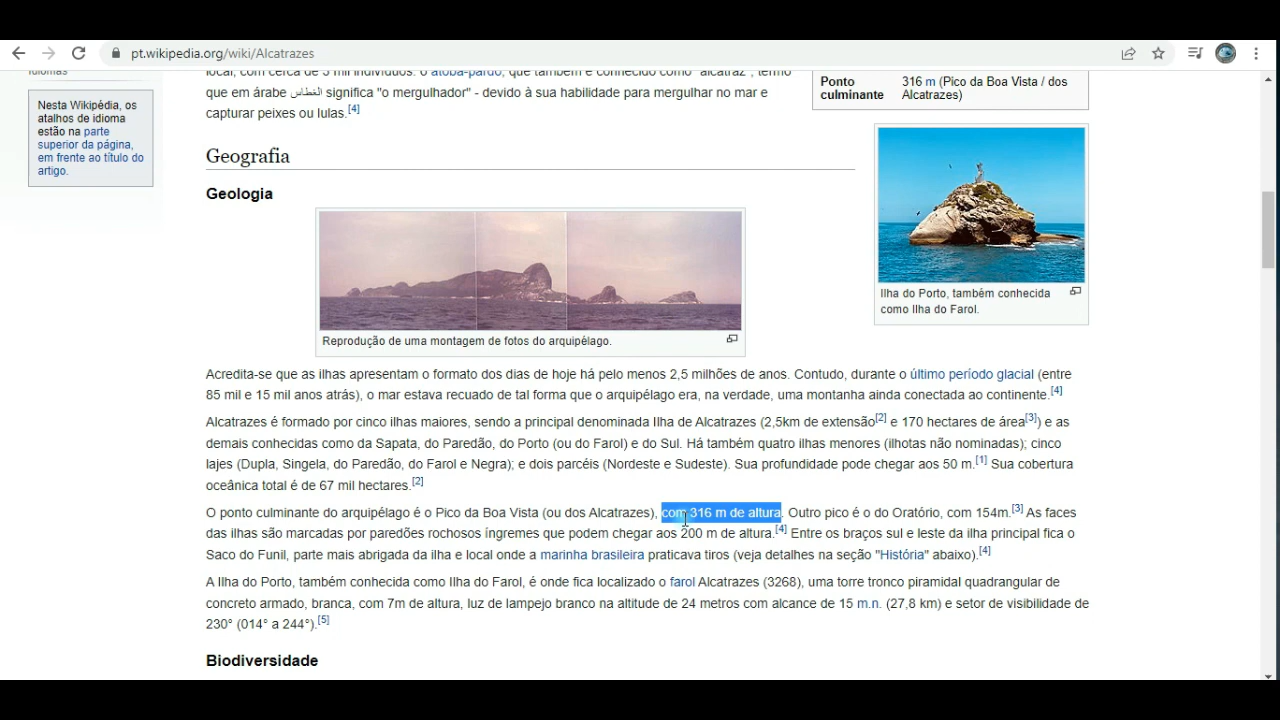 pt.wikipedia.org/wiki/Alcatrazes
Idiomas
Nesta Wikipédia, os
atalhos de idioma
estão na parte
superior da página,
em frente ao título do
artigo.
local, com cerca de 3 mil indivíduos. o atobá-pardo, que também é conhecido como "alcatraz", termo
que em árabe الغطاس significa "o mergulhador" - devido à sua habilidade para mergulhar no mar e
capturar peixes ou lulas.[4]
Ponto culminante 316 m (Pico da Boa Vista / dos
Alcatrazes)
Geografia
Geologia
Reprodução de uma montagem de fotos do arquipélago.
Ilha do Porto, também conhecida
como Ilha do Farol.
Acredita-se que as ilhas apresentam o formato dos dias de hoje há pelo menos 2,5 milhões de anos. Contudo, durante o último período glacial (entre
85 mil e 15 mil anos atrás), o mar estava recuado de tal forma que o arquipélago era, na verdade, uma montanha ainda conectada ao continente.[4]
Alcatrazes é formado por cinco ilhas maiores, sendo a principal denominada Ilha de Alcatrazes (2,5km de extensão[2] e 170 hectares de área[3]) e as
demais conhecidas como da Sapata, do Paredão, do Porto (ou do Farol) e do Sul. Há também quatro ilhas menores (ilhotas não nominadas); cinco
lajes (Dupla, Singela, do Paredão, do Farol e Negra); e dois parcéis (Nordeste e Sudeste). Sua profundidade pode chegar aos 50 m.[1] Sua cobertura
oceânica total é de 67 mil hectares.[2]
O ponto culminante do arquipélago é o Pico da Boa Vista (ou dos Alcatrazes), com 316 m de altura. Outro pico é o do Oratório, com 154m.[3] As faces
das ilhas são marcadas por paredões rochosos íngremes que podem chegar aos 200 m de altura.[4] Entre os braços sul e leste da ilha principal fica o
Saco do Funil, parte mais abrigada da ilha e local onde a marinha brasileira praticava tiros (veja detalhes na seção "História" abaixo).[4]
A Ilha do Porto, também conhecida como Ilha do Farol, é onde fica localizado o farol Alcatrazes (3268), uma torre tronco piramidal quadrangular de
concreto armado, branca, com 7m de altura, luz de lampejo branco na altitude de 24 metros com alcance de 15 m.n. (27,8 km) e setor de visibilidade de
230° (014° a 244°).[5]
Biodiversidade